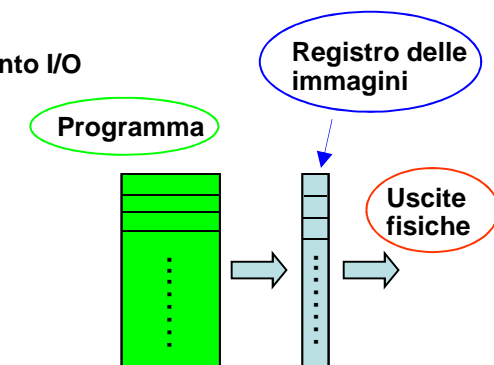 nto I/O
Registro delle
immagini
Programma
Uscite
fisiche